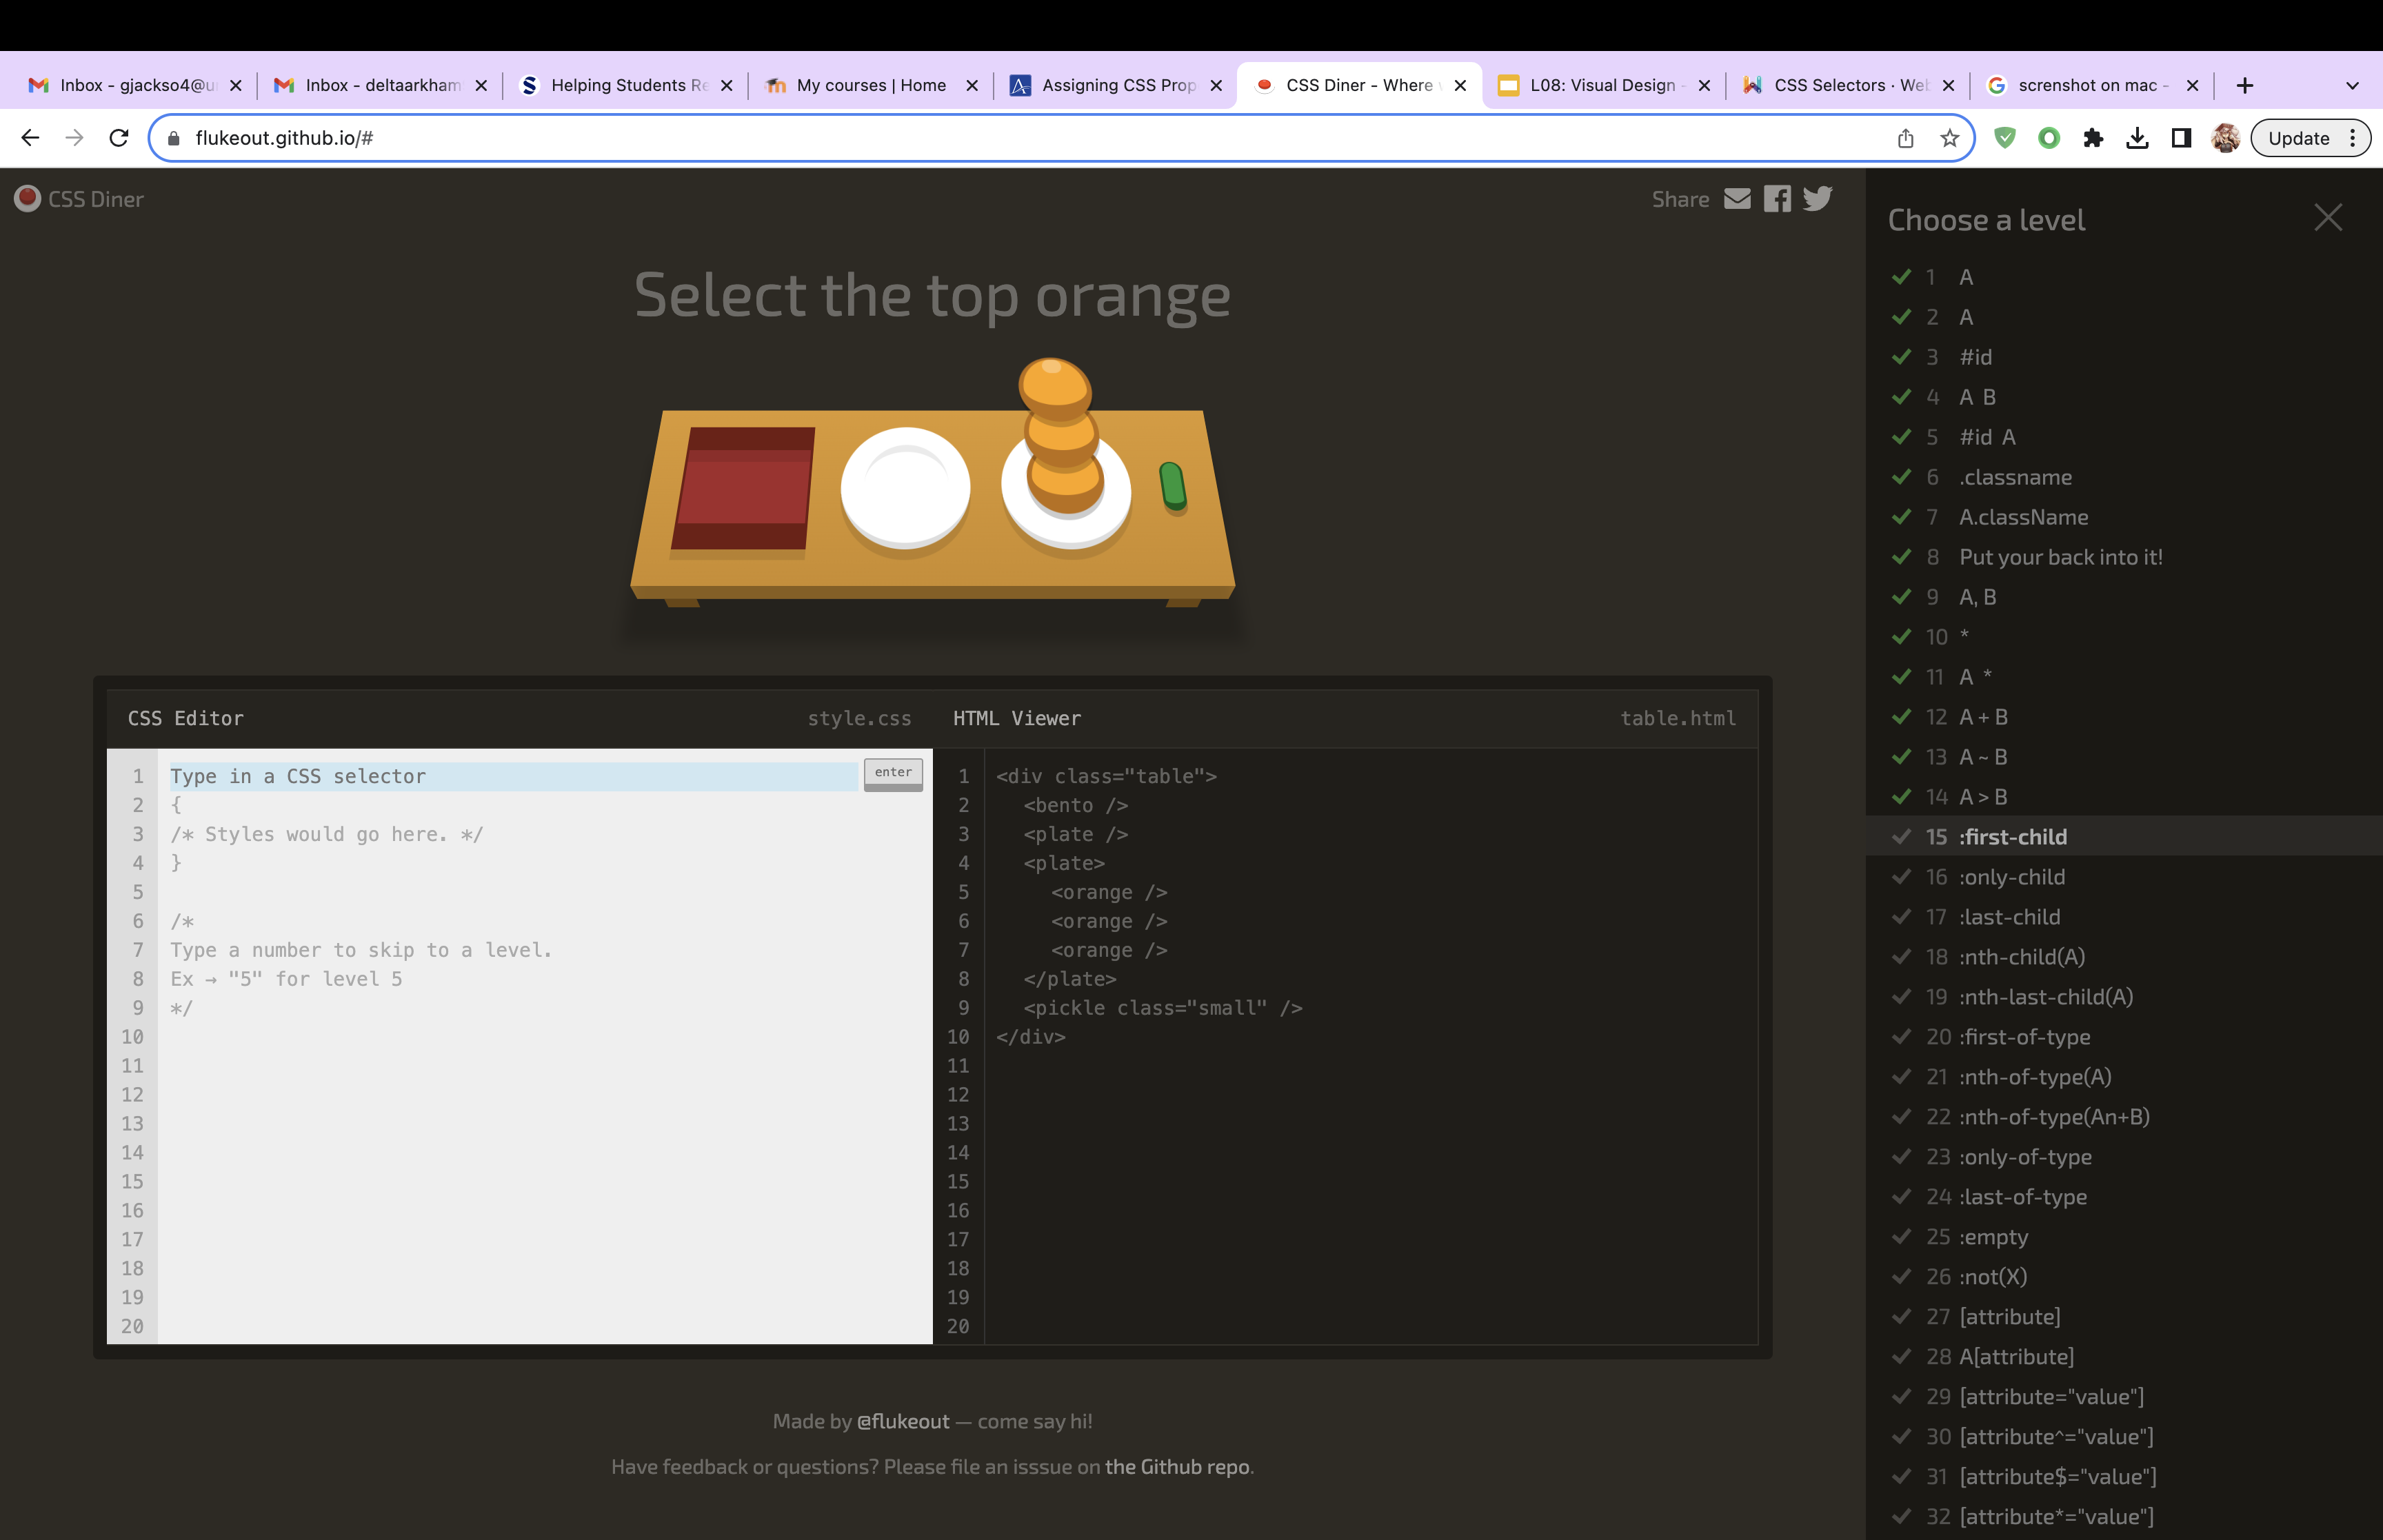 Inbox - gjackso4@u
Inbox - deltaarkham
Helping Students Re
My courses | Home
Assigning CSS Prop
CSS Diner - Where
L08: Visual Design -
CSS Selectors · Web
screnshot on mac -
flukeout.github.io/#
Update
CSS Diner
Share
Select the top orange
CSS Editor style.css
1 Type in a CSS selector enter
2 {
3 /* Styles would go here. */
4 }
5
6 /*
7 Type a number to skip to a level.
8 Ex → "5" for level 5
9 */
10
11
12
13
14
15
16
17
18
19
20
HTML Viewer table.html
1 <div class="table">
2 <bento />
3 <plate />
4 <plate>
5 <orange />
6 <orange />
7 <orange />
8 </plate>
9 <pickle class="small" />
10 </div>
11
12
13
14
15
16
17
18
19
20
Made by @flukeout — come say hi!
Have feedback or questions? Please file an isssue on the Github repo.
Choose a level
1 A
2 A
3 #id
4 A B
5 #id A
6 .classname
7 A.className
8 Put your back into it!
9 A, B
10 *
11 A *
12 A + B
13 A ~ B
14 A > B
15 :first-child
16 :only-child
17 :last-child
18 :nth-child(A)
19 :nth-last-child(A)
20 :first-of-type
21 :nth-of-type(A)
22 :nth-of-type(An+B)
23 :only-of-type
24 :last-of-type
25 :empty
26 :not(X)
27 [attribute]
28 A[attribute]
29 [attribute="value"]
30 [attribute^="value"]
31 [attribute$="value"]
32 [attribute*="value"]